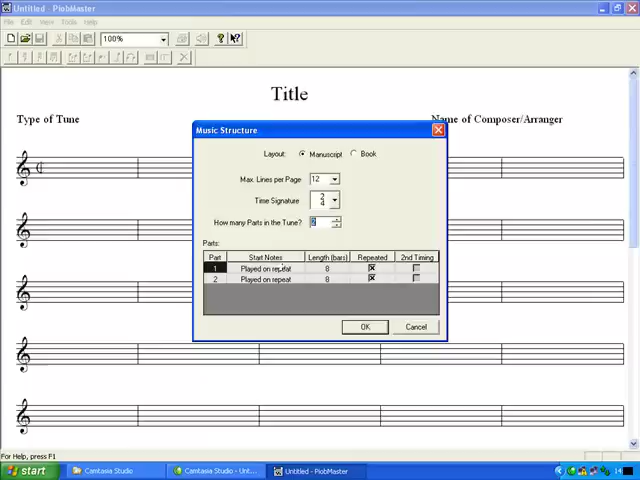 Untitled - PiobMaster
File Edit View Tools Help
100%
Title
Type of Tune
Name of Composer/Arranger
Music Structure
Layout: Manuscript Book
Max. Lines per Page 12
Time Signature 2 4
How many Parts in the Tune? 2
Parts:
Part Start Notes Length (bars) Repeated 2nd Timing
1 Played on repeat 8
2 Played on repeat 8
OK Cancel
For Help, press F1
start Camtasia Studio Camtasia Studio - Unt... Untitled - PiobMaster